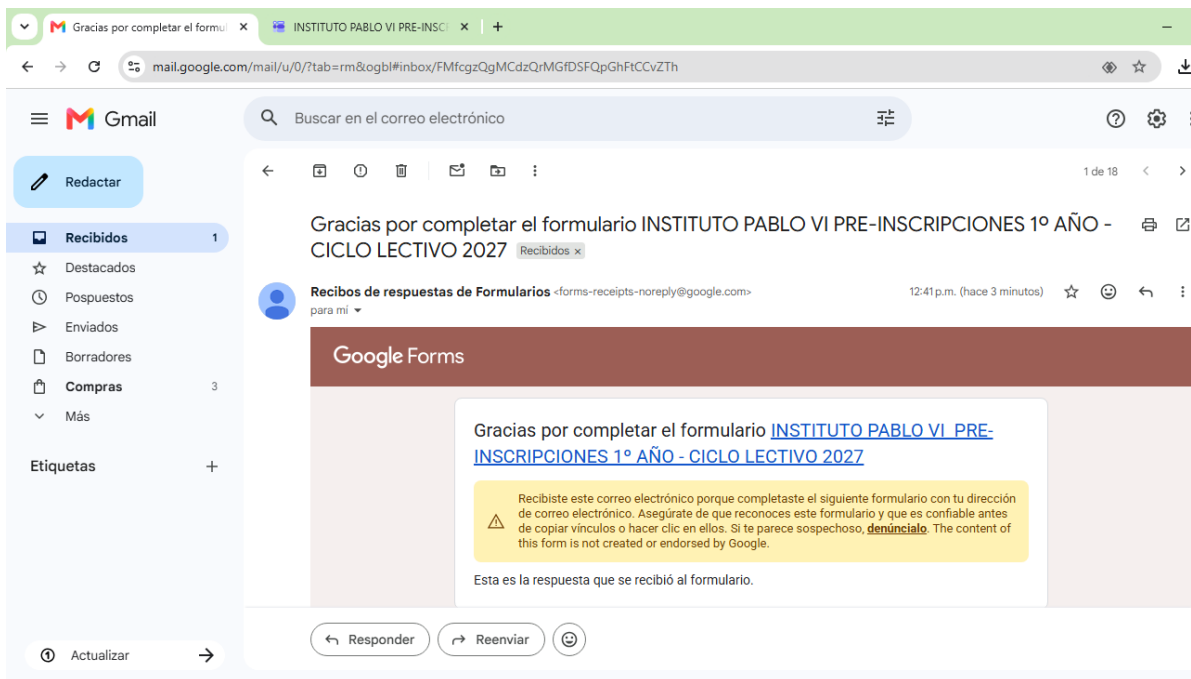 Gracias por completar el formul
INSTITUTO PABLO VI PRE-INSC
mail.google.com/mail/u/0/?tab=rm&ogbl#inbox/FMfcgzQgMCdzQrMGfDSFQpGhFtCCvZTh
Gmail
Buscar en el correo electrónico
Redactar
1 de 18
Recibidos 1
Destacados
Pospuestos
Enviados
Borradores
Compras 3
Más
Etiquetas
Actualizar
Gracias por completar el formulario INSTITUTO PABLO VI PRE-INSCRIPCIONES 1º AÑO -
CICLO LECTIVO 2027 Recibidos x
Recibos de respuestas de Formularios <forms-receipts-noreply@google.com> 12:41 p.m. (hace 3 minutos)
para mí
Google Forms
Gracias por completar el formulario INSTITUTO PABLO VI PRE-
INSCRIPCIONES 1º AÑO - CICLO LECTIVO 2027
Recibiste este correo electrónico porque completaste el siguiente formulario con tu dirección
de correo electrónico. Asegúrate de que reconoces este formulario y que es confiable antes
de copiar vínculos o hacer clic en ellos. Si te parece sospechoso, denúncialo. The content of
this form is not created or endorsed by Google.
Esta es la respuesta que se recibió al formulario.
Responder
Reenviar